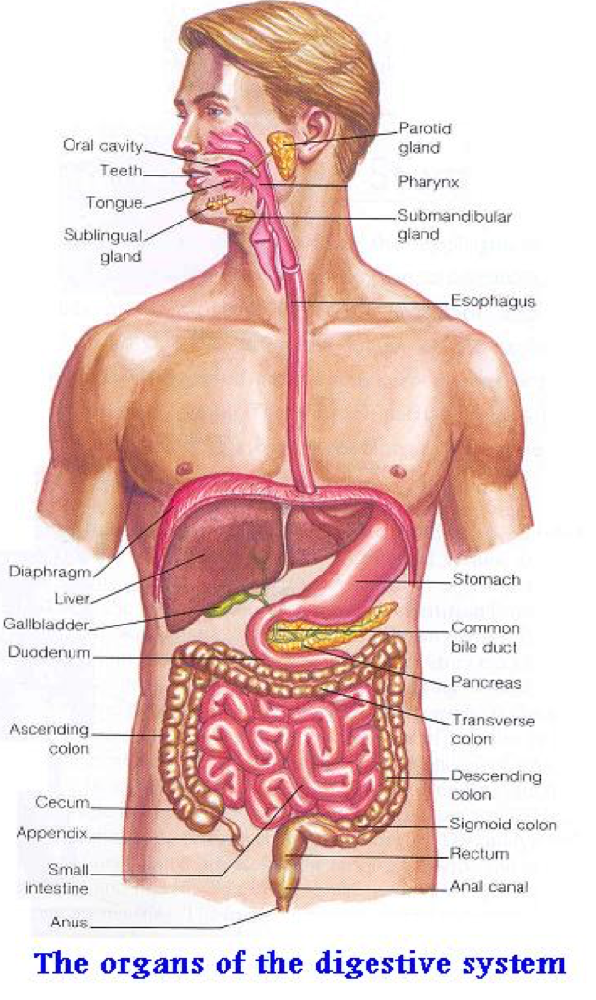 Oral cavity
Teeth
Tongue
Sublingual
gland
Parotid
gland
Pharynx
Submandibular
gland
Esophagus
Diaphragm
Liver
Gallbladder
Duodenum
Ascending
colon
Cecum
Appendix
Small
intestine
Anus
Stomach
Common
bile duct
Pancreas
Transverse
colon
Descending
colon
Sigmoid colon
Rectum
Anal canal
The organs of the digestive system